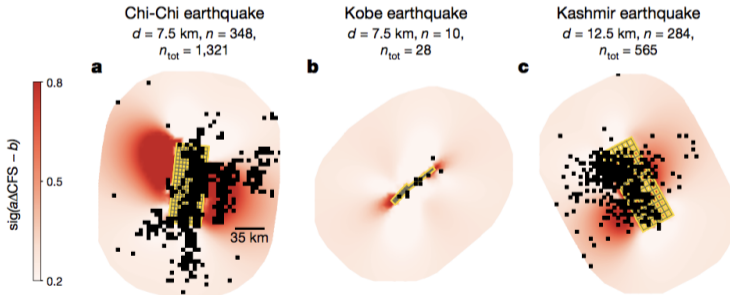 Chi-Chi earthquake
d = 7.5 km, n = 348,
n_tot = 1,321
Kobe earthquake
d = 7.5 km, n = 10,
n_tot = 28
Kashmir earthquake
d = 12.5 km, n = 284,
n_tot = 565
a
b
c
0.8
0.5
0.2
sig(aΔCFS – b)
35 km